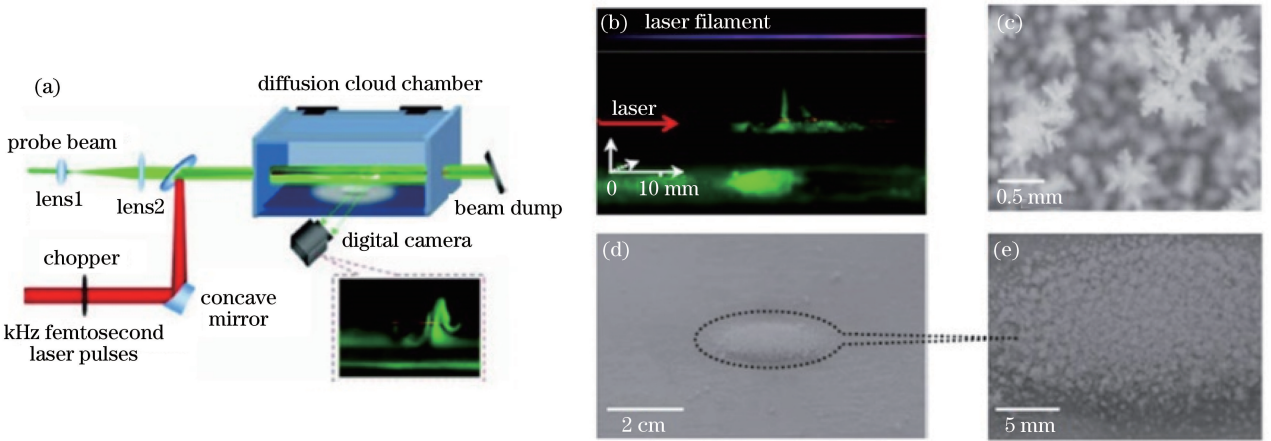 (a)
diffusion cloud chamber
probe beam
lens1
lens2
beam dump
digital camera
chopper
concave
mirror
kHz femtosecond
laser pulses
(b)
laser filament
laser
0
10 mm
(c)
0.5 mm
(d)
2 cm
(e)
5 mm